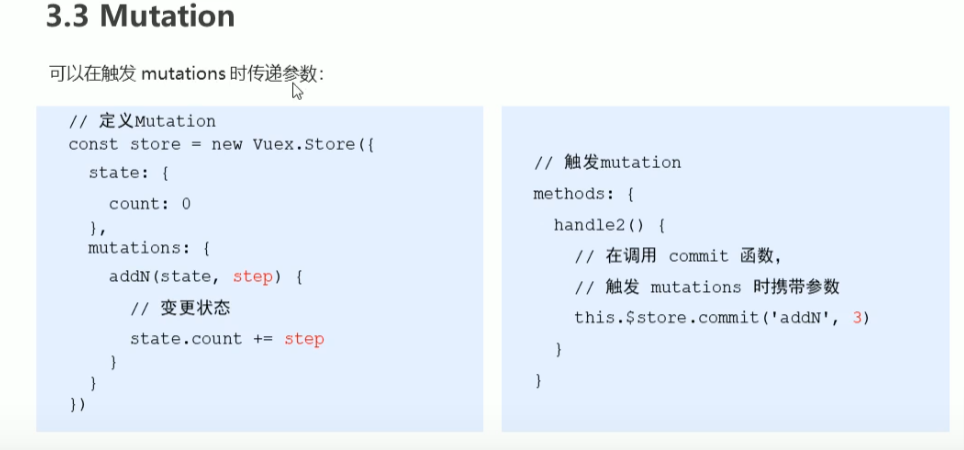 3.3 Mutation
可以在触发 mutations 时传递参数：
// 定义Mutation
const store = new Vuex.Store({
state: {
count: 0
},
mutations: {
addN(state, step) {
// 变更状态
state.count += step
}
}
})
// 触发mutation
methods: {
handle2() {
// 在调用 commit 函数，
// 触发 mutations 时携带参数
this.$store.commit('addN', 3)
}
}